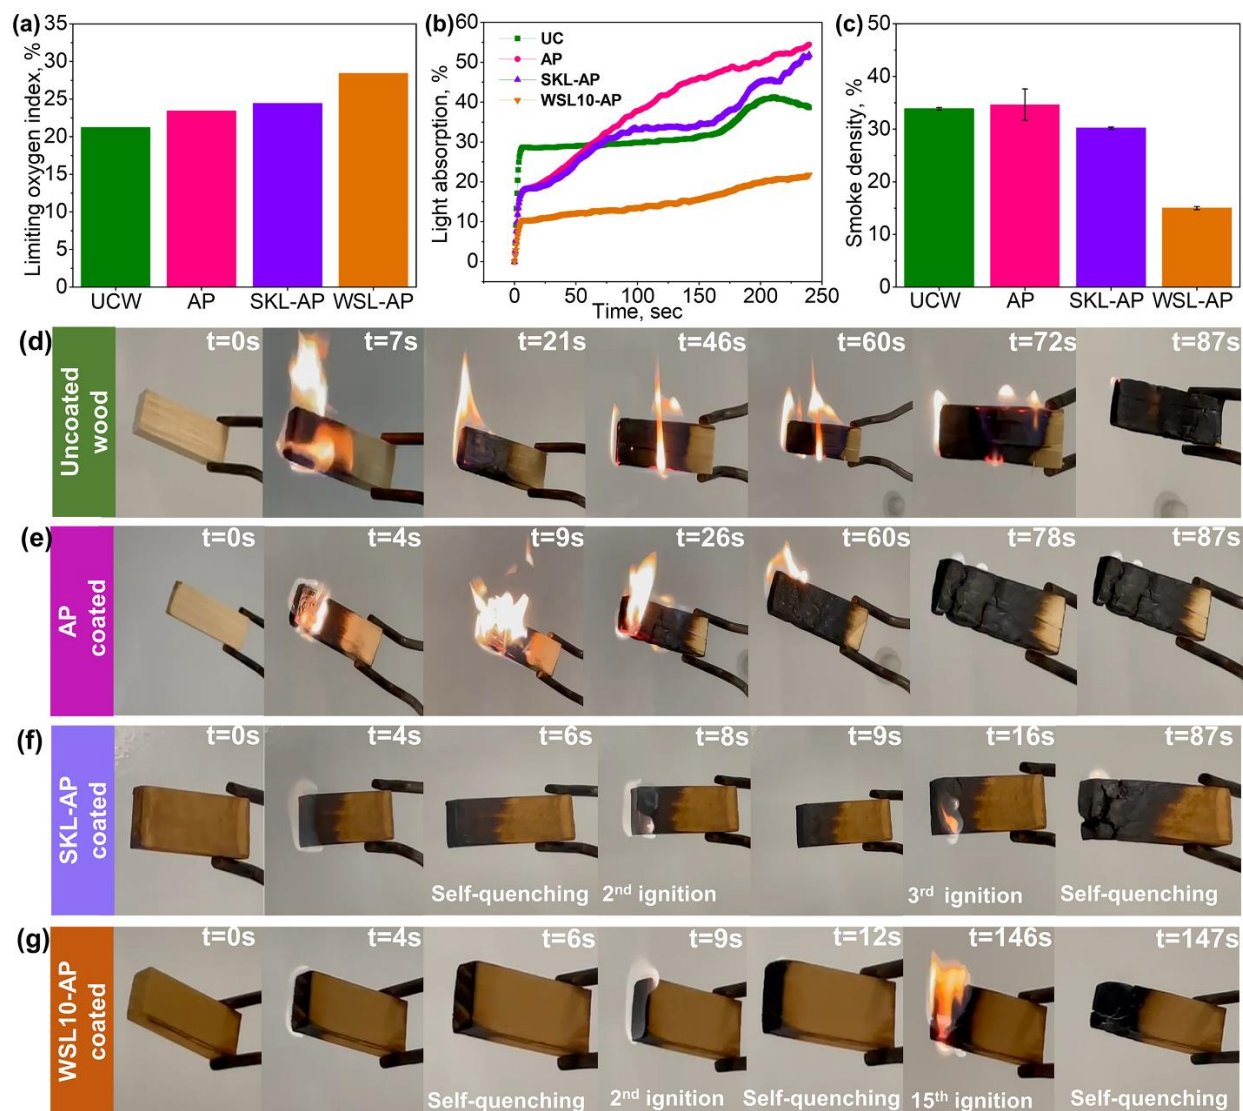 (a)
35
30
25
20
15
10
5
0
Limiting oxygen index, %
UCW AP SKL-AP WSL-AP
(b)
60
50
40
30
20
10
0
Light absorption, %
UC
AP
SKL-AP
WSL10-AP
0 50 100 150 200 250
Time, sec
(c)
50
40
30
20
10
0
Smoke density, %
UCW AP SKL-AP WSL-AP
(d)
Uncoated
wood
t=0s t=7s t=21s t=46s t=60s t=72s t=87s
(e)
AP
coated
t=0s t=4s t=9s t=26s t=60s t=78s t=87s
(f)
SKL-AP
coated
t=0s t=4s t=6s t=8s t=9s t=16s t=87s
Self-quenching 2nd ignition 3rd ignition Self-quenching
(g)
WSL10-AP
coated
t=0s t=4s t=6s t=9s t=12s t=146s t=147s
Self-quenching 2nd ignition Self-quenching 15th ignition Self-quenching